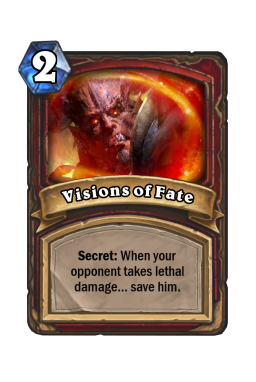 2
Visions of Fate
Secret: When your
opponent takes lethal
damage... save him.